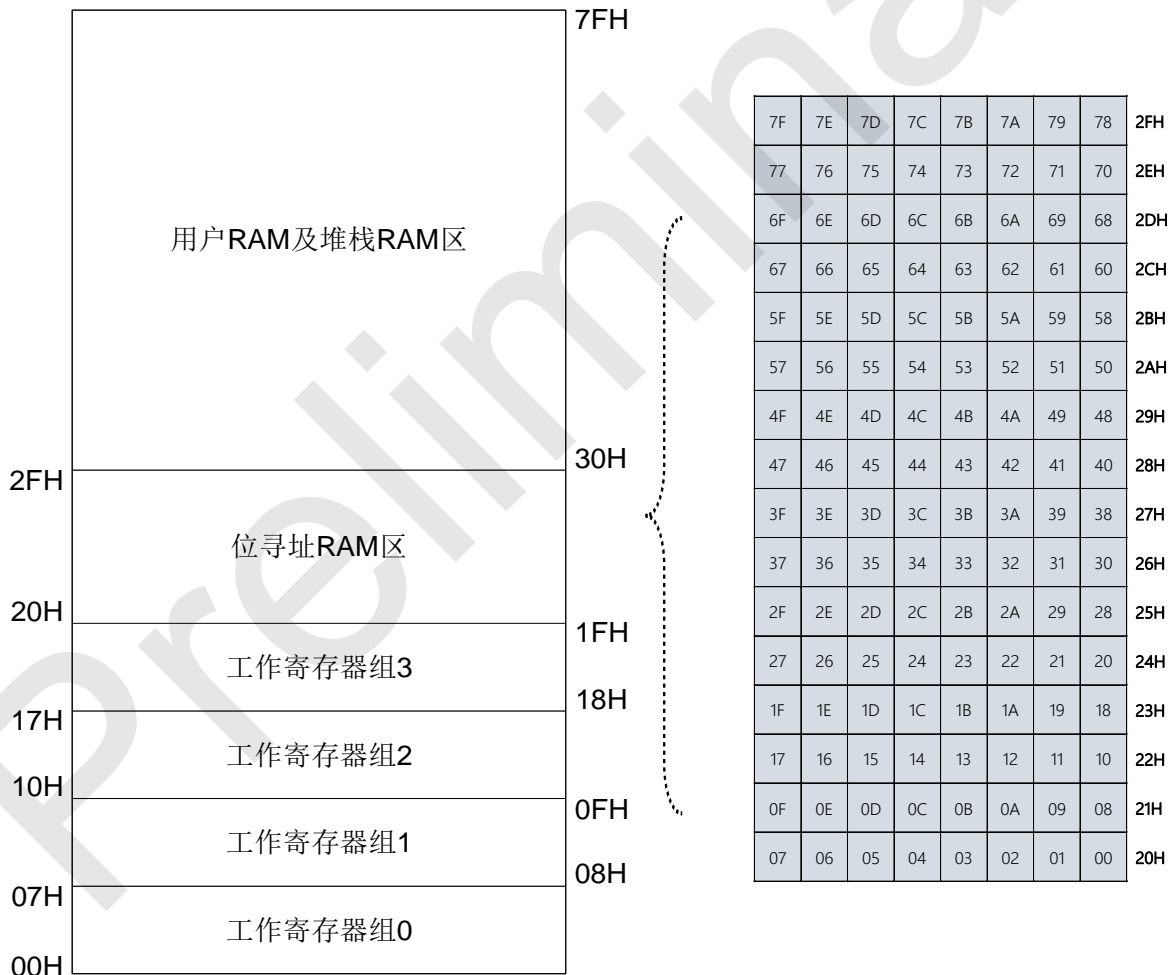 7FH
用户RAM及堆栈RAM区
30H
2FH
位寻址RAM区
20H
1FH
工作寄存器组3
18H
17H
工作寄存器组2
10H
0FH
工作寄存器组1
08H
07H
工作寄存器组0
00H
7F 7E 7D 7C 7B 7A 79 78 2FH
77 76 75 74 73 72 71 70 2EH
6F 6E 6D 6C 6B 6A 69 68 2DH
67 66 65 64 63 62 61 60 2CH
5F 5E 5D 5C 5B 5A 59 58 2BH
57 56 55 54 53 52 51 50 2AH
4F 4E 4D 4C 4B 4A 49 48 29H
47 46 45 44 43 42 41 40 28H
3F 3E 3D 3C 3B 3A 39 38 27H
37 36 35 34 33 32 31 30 26H
2F 2E 2D 2C 2B 2A 29 28 25H
27 26 25 24 23 22 21 20 24H
1F 1E 1D 1C 1B 1A 19 18 23H
17 16 15 14 13 12 11 10 22H
0F 0E 0D 0C 0B 0A 09 08 21H
07 06 05 04 03 02 01 00 20H
Prelimina